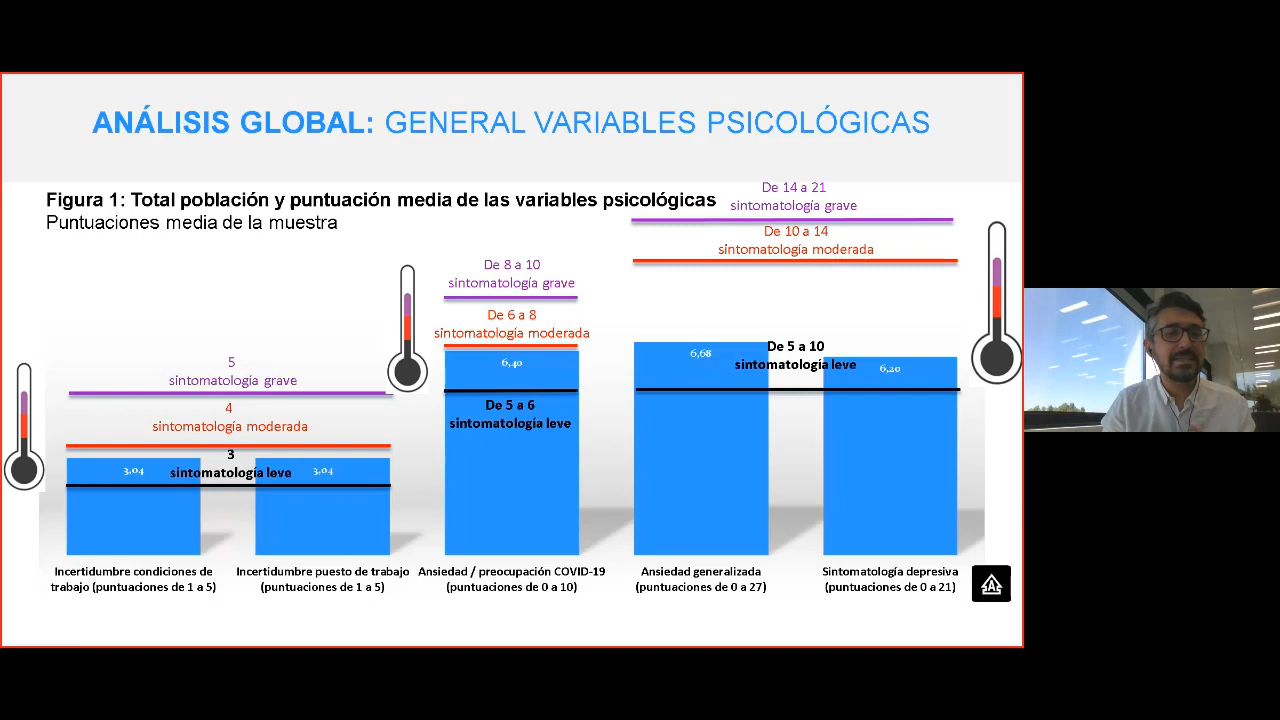 ANÁLISIS GLOBAL: GENERAL VARIABLES PSICOLÓGICAS
Figura 1: Total población y puntuación media de las variables psicológicas
Puntuaciones media de la muestra
De 14 a 21
sintomatología grave
De 10 a 14
sintomatología moderada
De 8 a 10
sintomatología grave
De 6 a 8
sintomatología moderada
5
sintomatología grave
4
sintomatología moderada
3
sintomatología leve
De 5 a 6
sintomatología leve
De 5 a 10
sintomatología leve
3,04
3,04
6,40
6,68
6,20
Incertidumbre condiciones de
trabajo (puntuaciones de 1 a 5)
Incertidumbre puesto de trabajo
(puntuaciones de 1 a 5)
Ansiedad / preocupación COVID-19
(puntuaciones de 0 a 10)
Ansiedad generalizada
(puntuaciones de 0 a 27)
Sintomatología depresiva
(puntuaciones de 0 a 21)